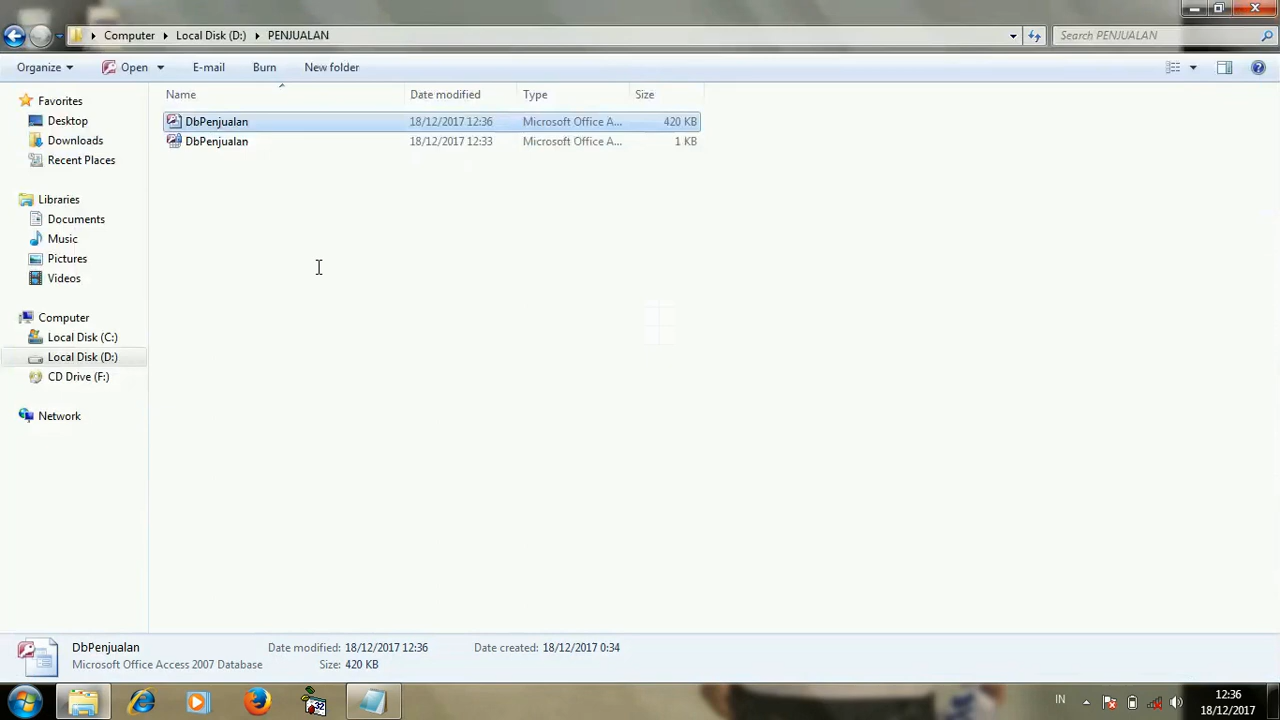 Computer Local Disk (D:) PENJUALAN Search PENJUALAN
Organize Open E-mail Burn New folder
Favorites
Desktop
Downloads
Recent Places
Libraries
Documents
Music
Pictures
Videos
Computer
Local Disk (C:)
Local Disk (D:)
CD Drive (F:)
Network
Name Date modified Type Size
DbPenjualan 18/12/2017 12:36 Microsoft Office A... 420 KB
DbPenjualan 18/12/2017 12:33 Microsoft Office A... 1 KB
DbPenjualan Date modified: 18/12/2017 12:36 Date created: 18/12/2017 0:34
Microsoft Office Access 2007 Database Size: 420 KB
32
IN 12:36
18/12/2017